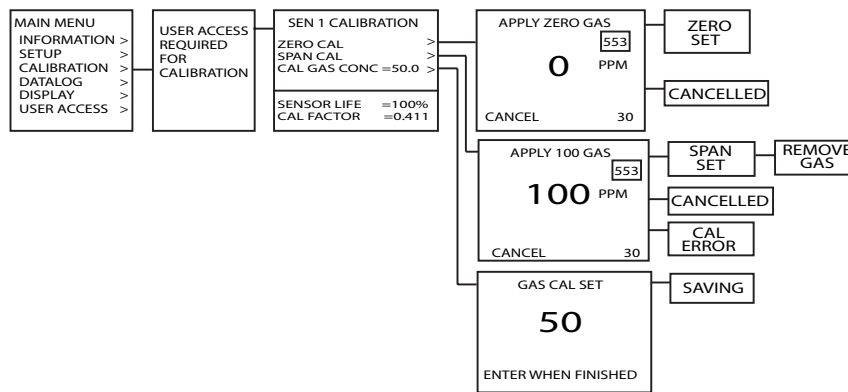 MAIN MENU
INFORMATION >
SETUP >
CALIBRATION >
DATALOG >
DISPLAY >
USER ACCESS >
USER ACCESS
REQUIRED
FOR
CALIBRATION
SEN 1 CALIBRATION
ZERO CAL >
SPAN CAL >
CAL GAS CONC =50.0 >
SENSOR LIFE =100%
CAL FACTOR =0.411
APPLY ZERO GAS
553
0 PPM
CANCEL 30
ZERO
SET
CANCELLED
APPLY 100 GAS
553
100 PPM
CANCEL 30
SPAN
SET
REMOVE
GAS
CANCELLED
CAL
ERROR
GAS CAL SET
50
ENTER WHEN FINISHED
SAVING